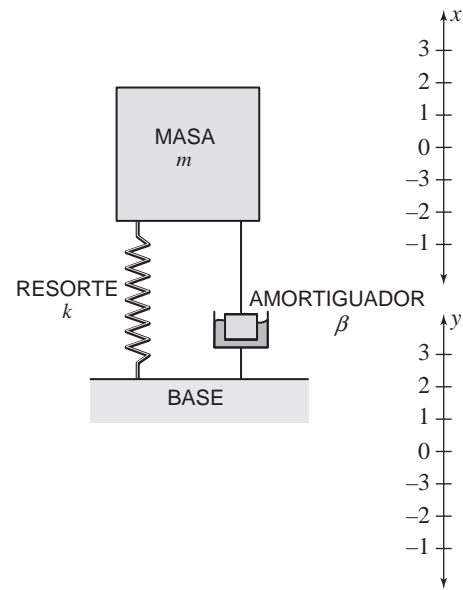 x
3
2
1
0
–3
–2
–1
MASA
m
RESORTE
k
AMORTIGUADOR
β
BASE
y
3
2
1
0
–3
–2
–1